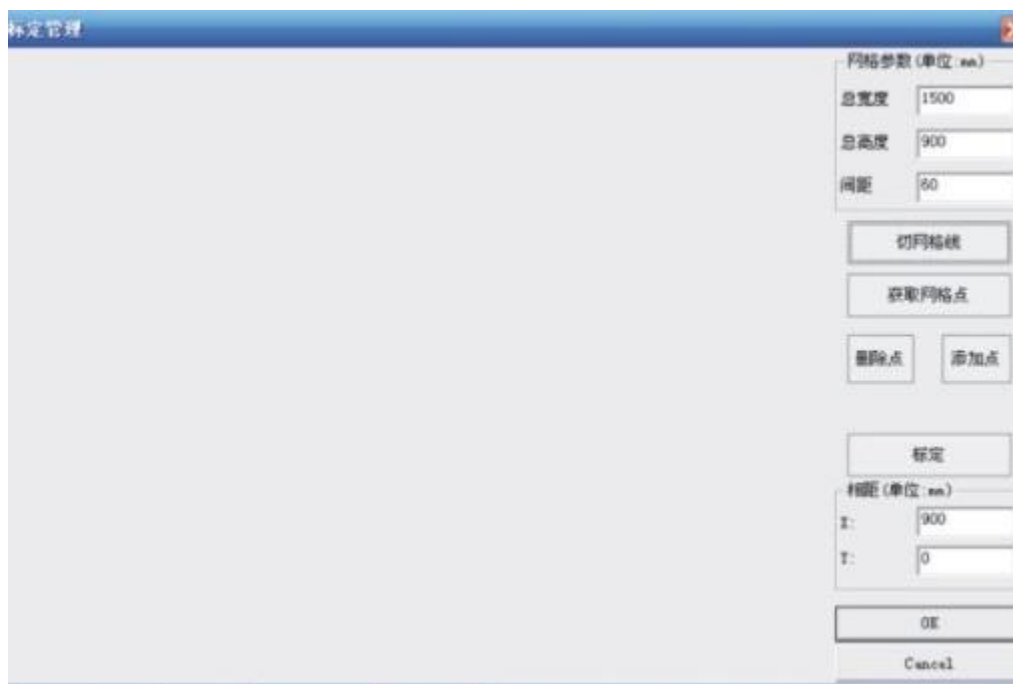 标定管理
网格参数(单位:mm)
总宽度 1500
总高度 900
间距 60
切网格线
获取网格点
删除点 添加点
标定
相距(单位:mm)
X: 900
Y: 0
OK
Cancel